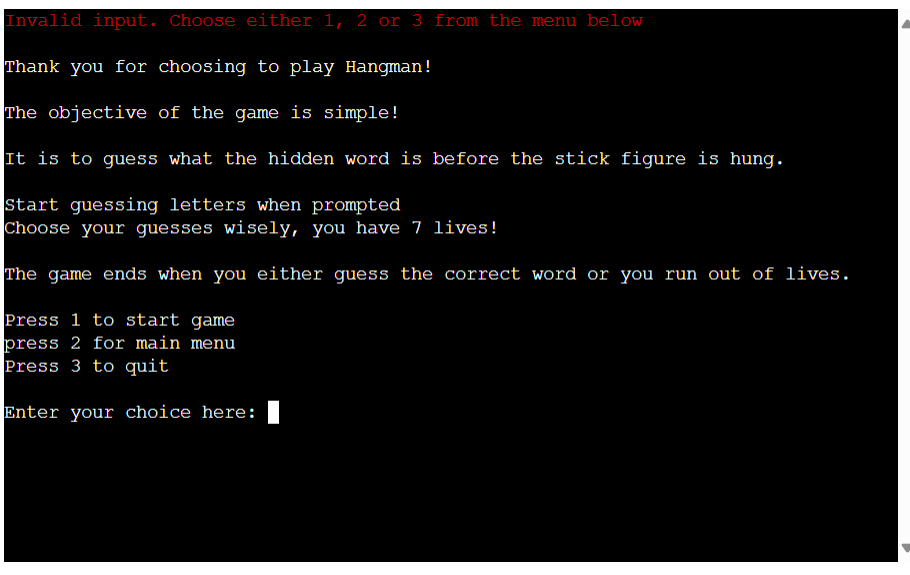 Invalid input. Choose either 1, 2 or 3 from the menu below
Thank you for choosing to play Hangman!
The objective of the game is simple!
It is to guess what the hidden word is before the stick figure is hung.
Start guessing letters when prompted
Choose your guesses wisely, you have 7 lives!
The game ends when you either guess the correct word or you run out of lives.
Press 1 to start game
press 2 for main menu
Press 3 to quit
Enter your choice here: